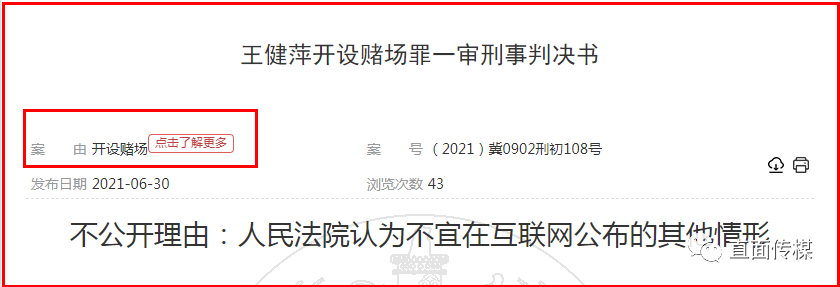 王健萍开设赌场罪一审刑事判决书
案 由 开设赌场 点击了解更多 案 号 （2021）冀0902刑初108号
发布日期 2021-06-30 浏览次数 43
不公开理由：人民法院认为不宜在互联网公布的其他情形
直面传媒